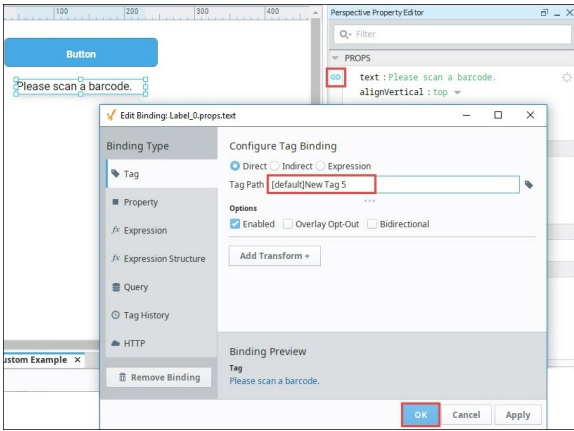 100 200 300 400
Button
Please scan a barcode.
Perspective Property Editor
Filter
PROPS
text : Please scan a barcode.
alignVertical : top
Edit Binding: Label_0.props.text
Binding Type
Tag
Property
fx Expression
fx Expression Structure
Query
Tag History
HTTP
Remove Binding
Configure Tag Binding
Direct Indirect Expression
Tag Path [default]New Tag 5
Options
Enabled Overlay Opt-Out Bidirectional
Add Transform +
Binding Preview
Tag
Please scan a barcode.
OK Cancel Apply
ustom Example ×